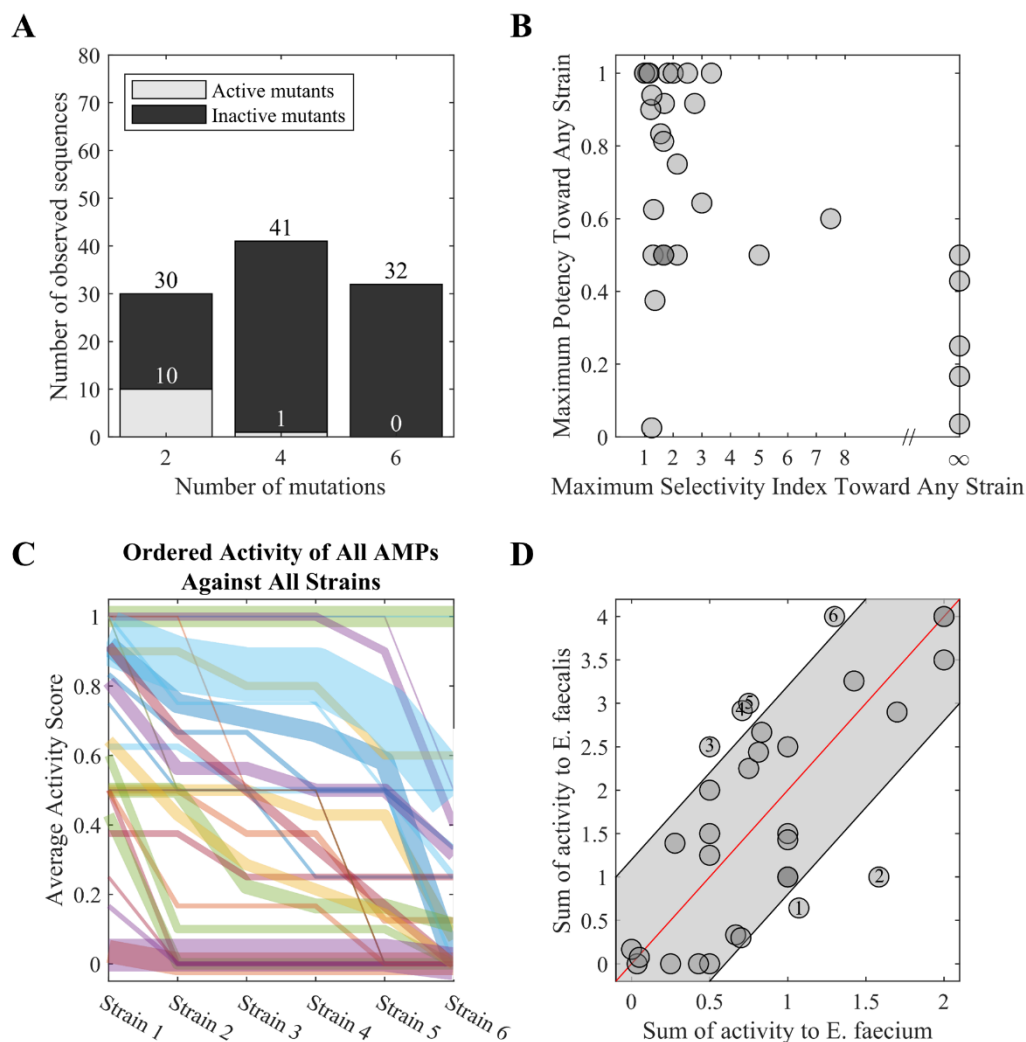 A
Number of observed sequences
80
70
60
50
40
30
20
10
0
Active mutants
Inactive mutants
30
10
41
1
32
0
2 4 6
Number of mutations
B
Maximum Potency Toward Any Strain
1
0.8
0.6
0.4
0.2
0
1 2 3 4 5 6 7 8 // ∞
Maximum Selectivity Index Toward Any Strain
C
Ordered Activity of All AMPs
Against All Strains
Average Activity Score
1
0.8
0.6
0.4
0.2
0
Strain 1 Strain 2 Strain 3 Strain 4 Strain 5 Strain 6
D
Sum of activity to E. faecalis
4
3.5
3
2.5
2
1.5
1
0.5
0
6
5
4
3
2
1
0 0.5 1 1.5 2
Sum of activity to E. faecium